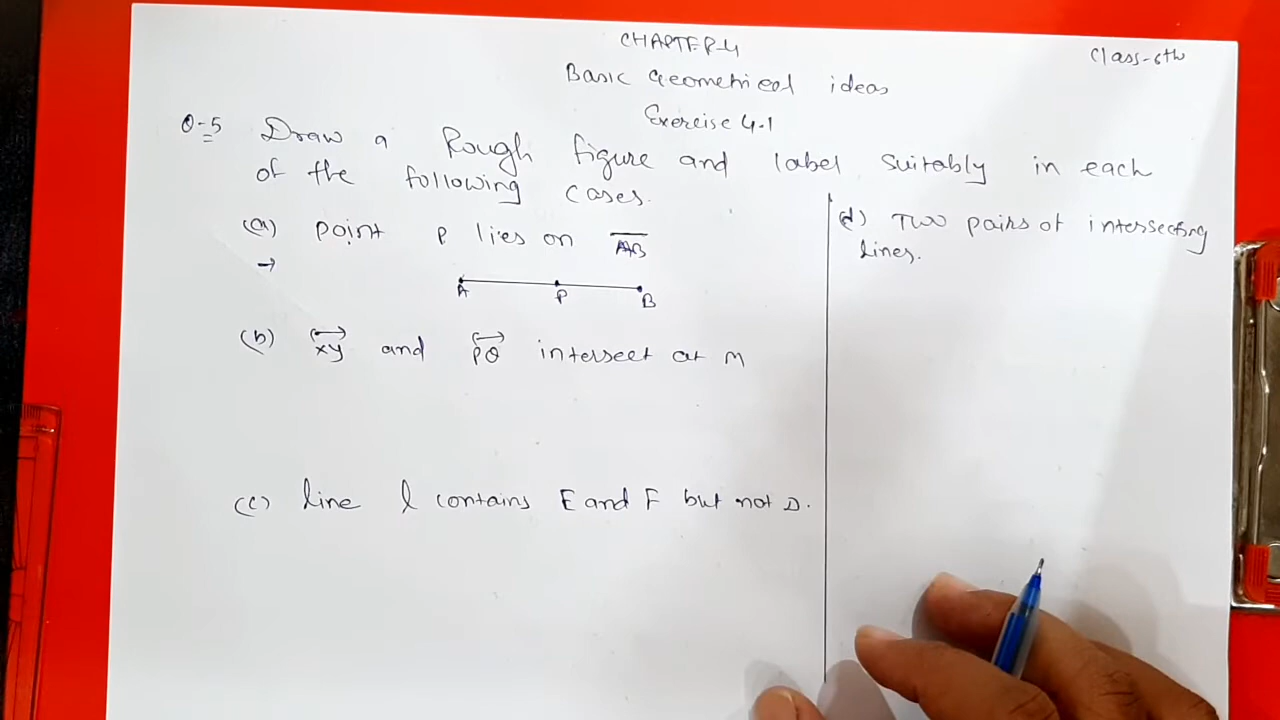 CHAPTER-4
Class-6th
Basic Geometrical ideas
Exercise 4.1
Q-5 Draw a Rough figure and label suitably in each
of the following cases.
(a) point P lies on AB
A P B
(b) XY and PQ intersect at M
(c) line l contains E and F but not D.
(d) Two pairs of intersecting
lines.